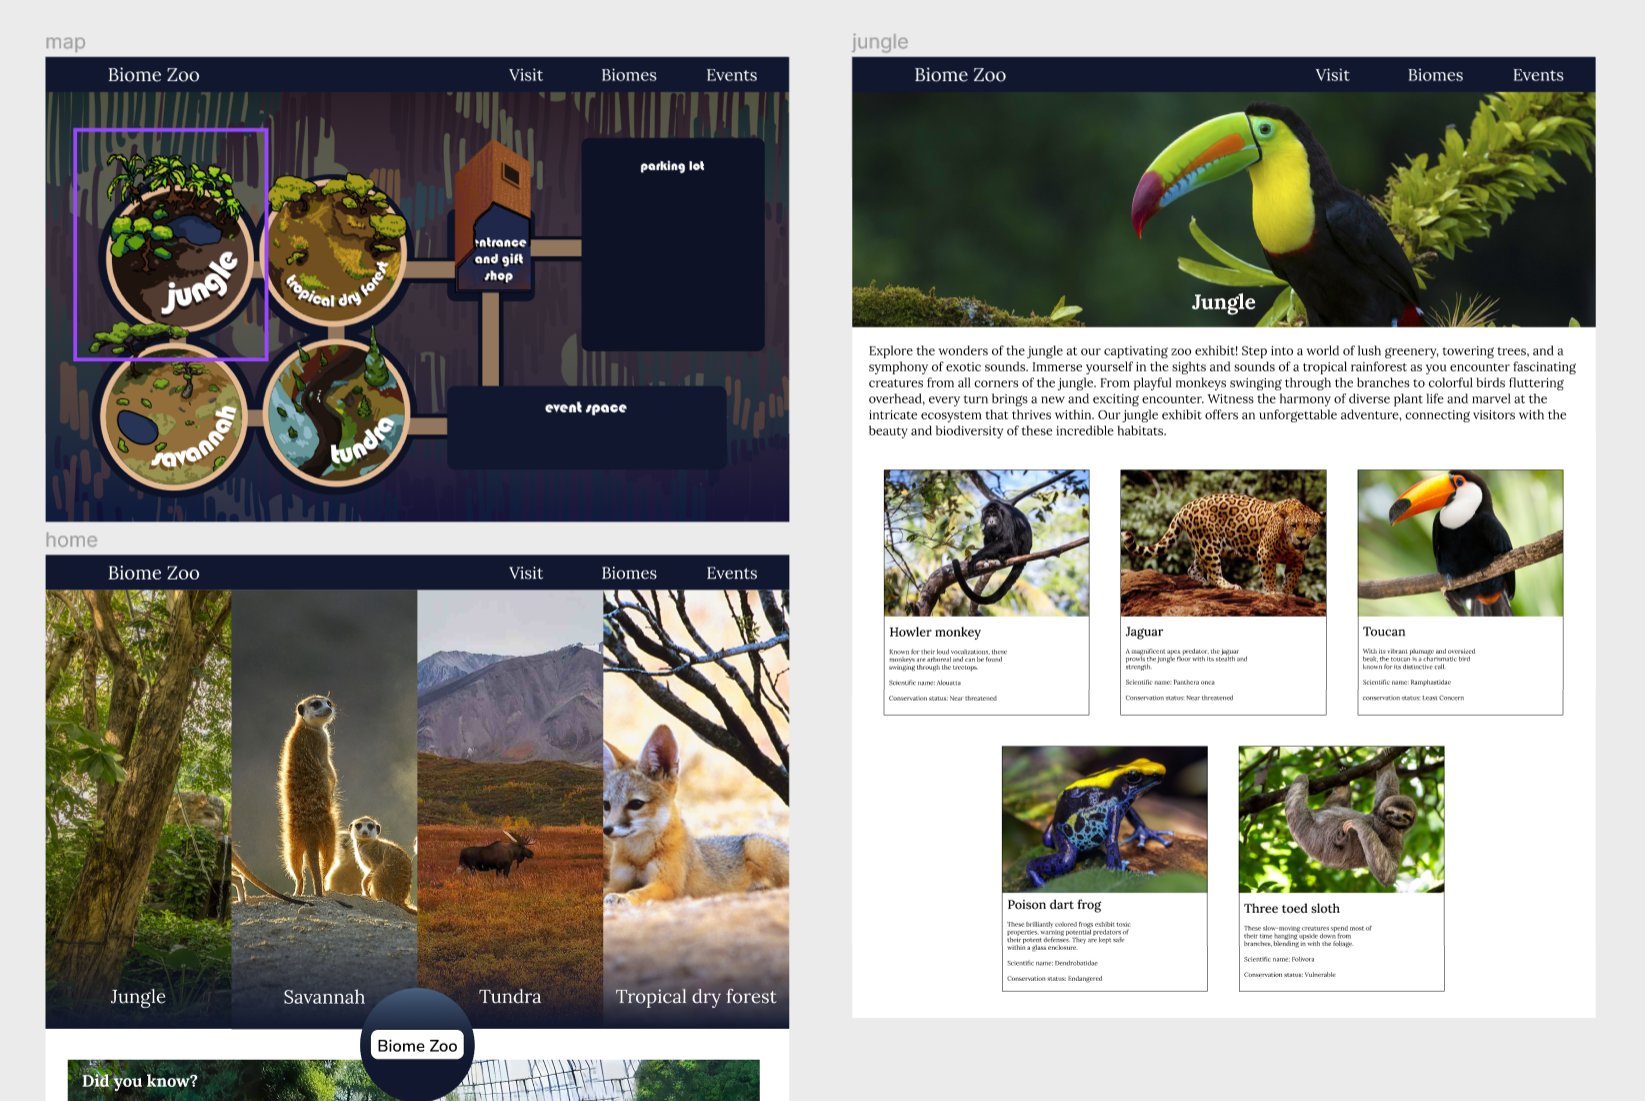 map
Biome Zoo
Visit
Biomes
Events
parking lot
jungle
tropical dry forest
ntrance
and gift
shop
savannah
tundra
event space
home
Biome Zoo
Visit
Biomes
Events
Jungle
Savannah
Tundra
Tropical dry forest
Biome Zoo
Did you know?
jungle
Biome Zoo
Visit
Biomes
Events
Jungle
Explore the wonders of the jungle at our captivating zoo exhibit! Step into a world of lush greenery, towering trees, and a
symphony of exotic sounds. Immerse yourself in the sights and sounds of a tropical rainforest as you encounter fascinating
creatures from all corners of the jungle. From playful monkeys swinging through the branches to colorful birds fluttering
overhead, every turn brings a new and exciting encounter. Witness the harmony of diverse plant life and marvel at the
intricate ecosystem that thrives within. Our jungle exhibit offers an unforgettable adventure, connecting visitors with the
beauty and biodiversity of these incredible habitats.
Howler monkey
Known for their loud vocalizations, these
monkeys are arboreal and can be found
swinging through the treetops.
Scientific name: Alouatta
Conservation status: Near threatened
Jaguar
A magnificent apex predator, the jaguar
prowls the jungle floor with its stealth and
strength.
Scientific name: Panthera onca
Conservation status: Near threatened
Toucan
With its vibrant plumage and oversized
beak, the toucan is a charismatic bird
known for its distinctive call.
Scientific name: Ramphastidae
conservation status: Least Concern
Poison dart frog
These brilliantly colored frogs exhibit toxic
properties, warning potential predators of
their potent defenses. They are kept safe
within a glass enclosure.
Scientific name: Dendrobatidae
Conservation status: Endangered
Three toed sloth
These slow-moving creatures spend most of
their time hanging upside down from
branches, blending in with the foliage.
Scientific name: Folivora
Conservation status: Vulnerable